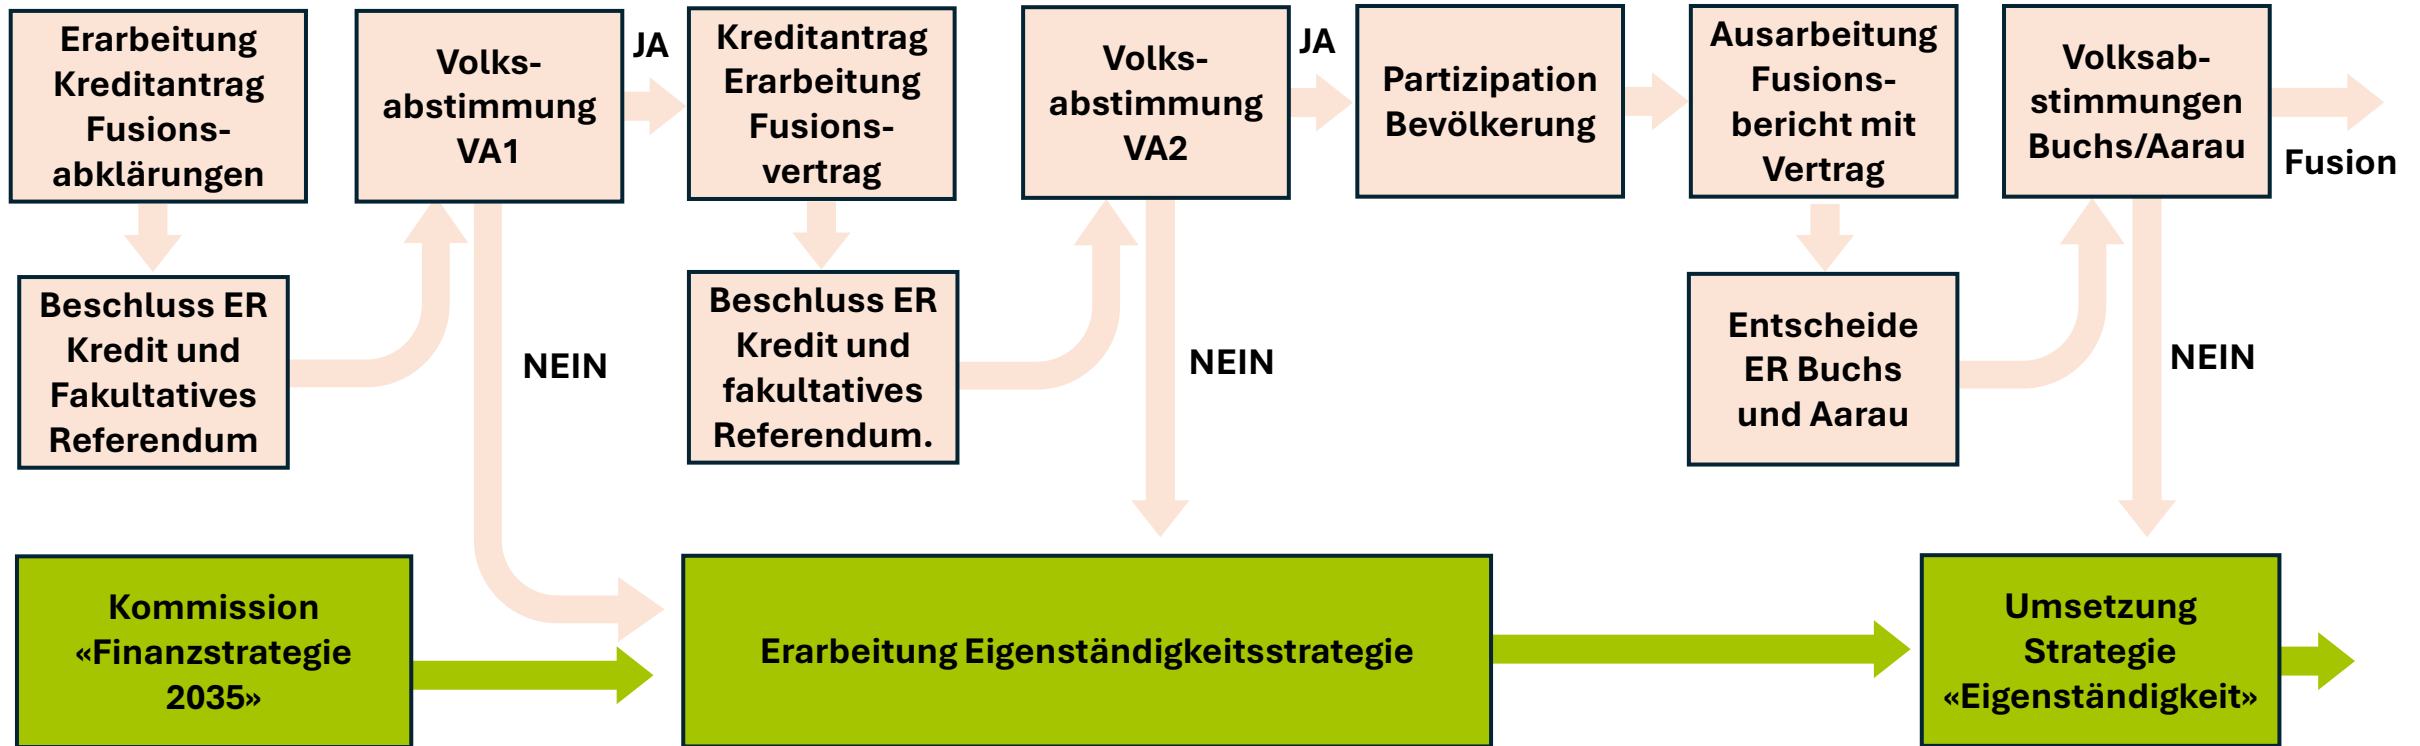 Erarbeitung
Kreditantrag
Fusions-
abklärungen
Volks-
abstimmung
VA1
JA
Kreditantrag
Erarbeitung
Fusions-
vertrag
Volks-
abstimmung
VA2
JA
Partizipation
Bevölkerung
Ausarbeitung
Fusions-
bericht mit
Vertrag
Volksab-
stimmungen
Buchs/Aarau
Fusion
Beschluss ER
Kredit und
Fakultatives
Referendum
NEIN
Beschluss ER
Kredit und
fakultatives
Referendum.
NEIN
Entscheide
ER Buchs
und Aarau
NEIN
Kommission
«Finanzstrategie
2035»
Erarbeitung Eigenständigkeitsstrategie
Umsetzung
Strategie
«Eigenständigkeit»